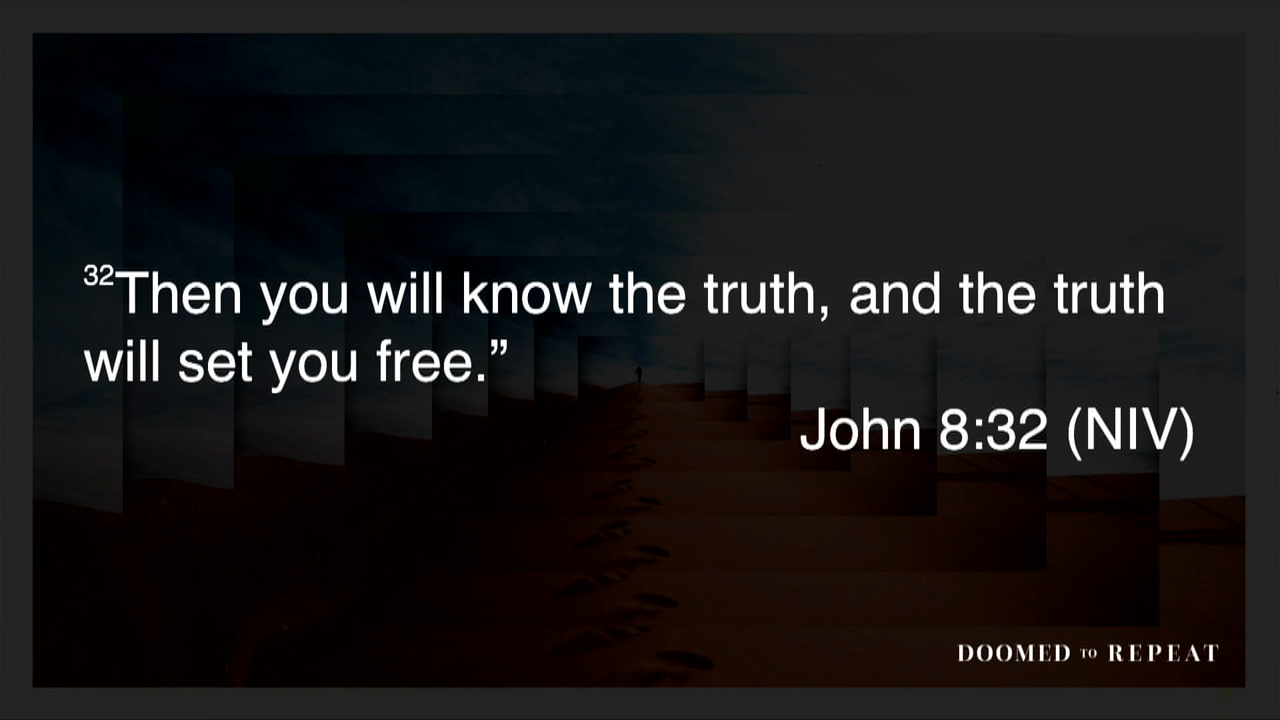 32Then you will know the truth, and the truth
will set you free.”
John 8:32 (NIV)
DOOMED TO REPEAT